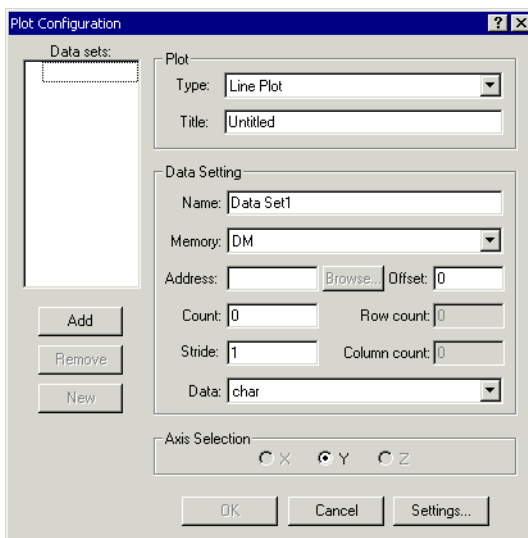 Plot Configuration
Data sets:
Plot
Type: Line Plot
Title: Untitled
Data Setting
Name: Data Set1
Memory: DM
Address: Browse... Offset: 0
Count: 0 Row count: 0
Stride: 1 Column count: 0
Data: char
Add
Remove
New
Axis Selection
X Y Z
OK Cancel Settings...